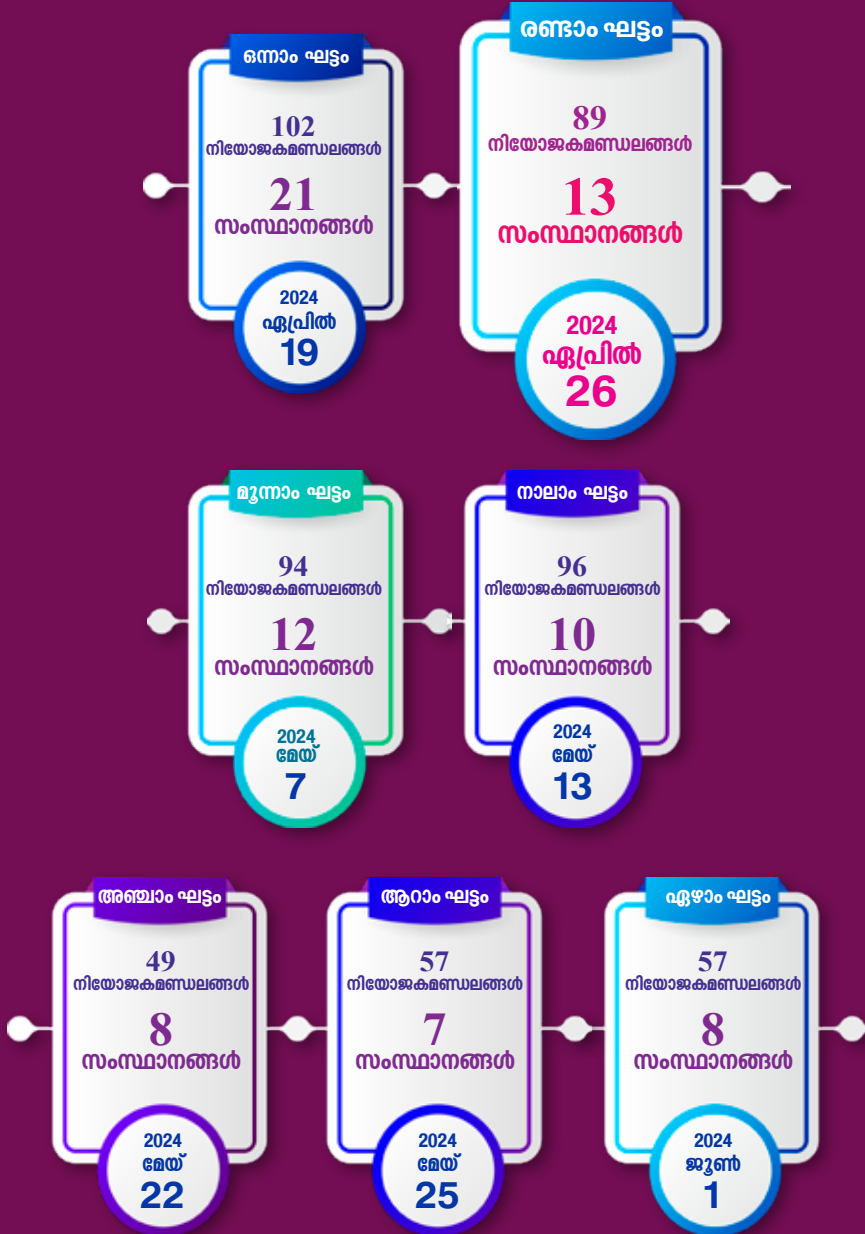 ഒന്നാം ഘട്ടം
102
നിയോജകമണ്ഡലങ്ങൾ
21
സംസ്ഥാനങ്ങൾ
2024
ഏപ്രിൽ
19
രണ്ടാം ഘട്ടം
89
നിയോജകമണ്ഡലങ്ങൾ
13
സംസ്ഥാനങ്ങൾ
2024
ഏപ്രിൽ
26
മൂന്നാം ഘട്ടം
94
നിയോജകമണ്ഡലങ്ങൾ
12
സംസ്ഥാനങ്ങൾ
2024
മേയ്
7
നാലാം ഘട്ടം
96
നിയോജകമണ്ഡലങ്ങൾ
10
സംസ്ഥാനങ്ങൾ
2024
മേയ്
13
അഞ്ചാം ഘട്ടം
49
നിയോജകമണ്ഡലങ്ങൾ
8
സംസ്ഥാനങ്ങൾ
2024
മേയ്
22
ആറാം ഘട്ടം
57
നിയോജകമണ്ഡലങ്ങൾ
7
സംസ്ഥാനങ്ങൾ
2024
മേയ്
25
ഏഴാം ഘട്ടം
57
നിയോജകമണ്ഡലങ്ങൾ
8
സംസ്ഥാനങ്ങൾ
2024
ജൂൺ
1